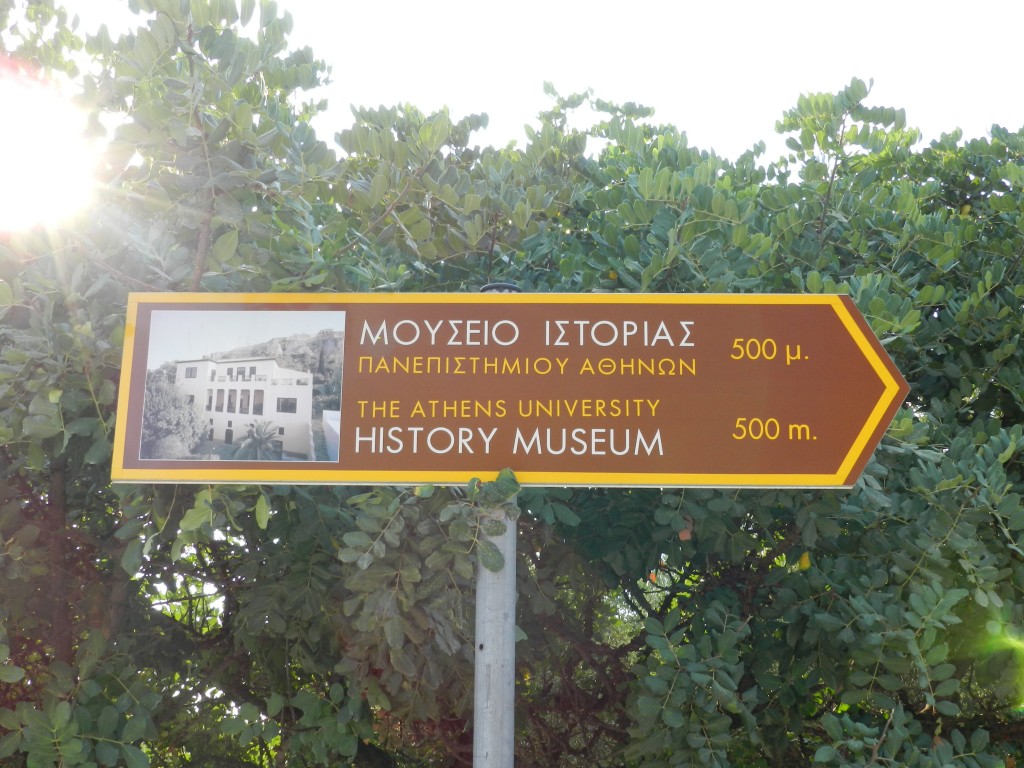 ΜΟΥΣΕΙΟ ΙΣΤΟΡΙΑΣ
ΠΑΝΕΠΙΣΤΗΜΙΟΥ ΑΘΗΝΩΝ
500 μ.
THE ATHENS UNIVERSITY
HISTORY MUSEUM
500 m.